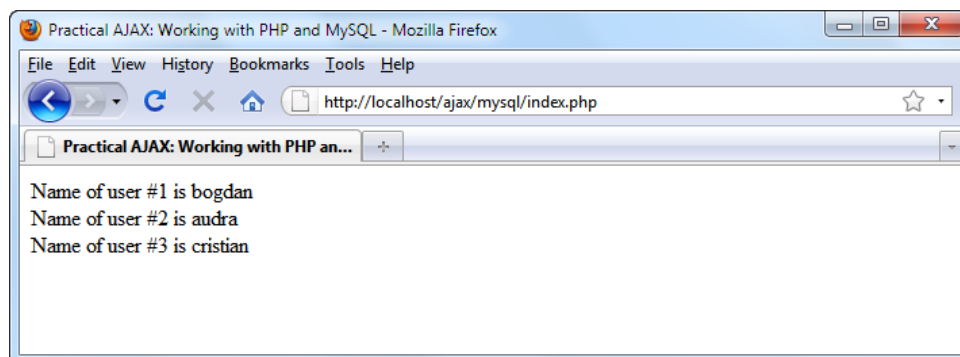 Practical AJAX: Working with PHP and MySQL - Mozilla Firefox
File Edit View History Bookmarks Tools Help
http://localhost/ajax/mysql/index.php
Practical AJAX: Working with PHP an...
Name of user #1 is bogdan
Name of user #2 is audra
Name of user #3 is cristian